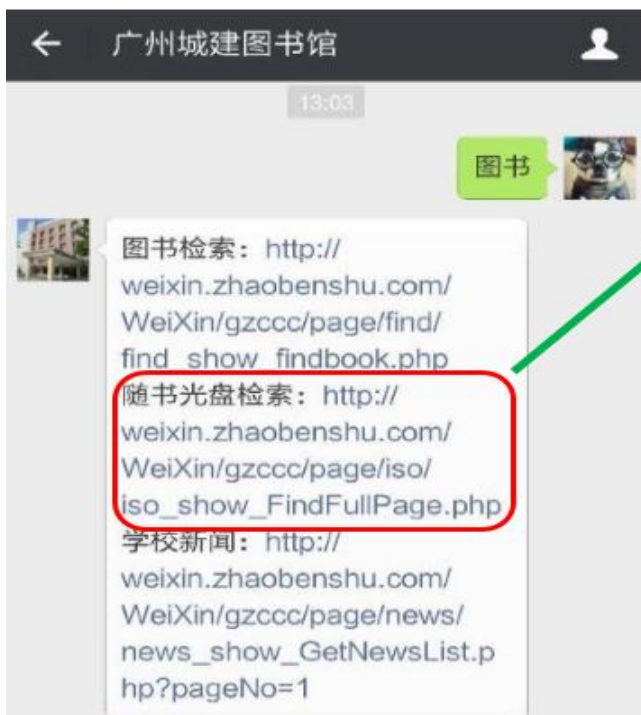 广州城建图书馆
13:03
图书
图书检索：http://
weixin.zhaobenshu.com/
WeiXin/gzccc/page/find/
find_show_findbook.php
随书光盘检索：http://
weixin.zhaobenshu.com/
WeiXin/gzccc/page/iso/
iso_show_FindFullPage.php
学校新闻：http://
weixin.zhaobenshu.com/
WeiXin/gzccc/page/news/
news_show_GetNewsList.p
hp?pageNo=1